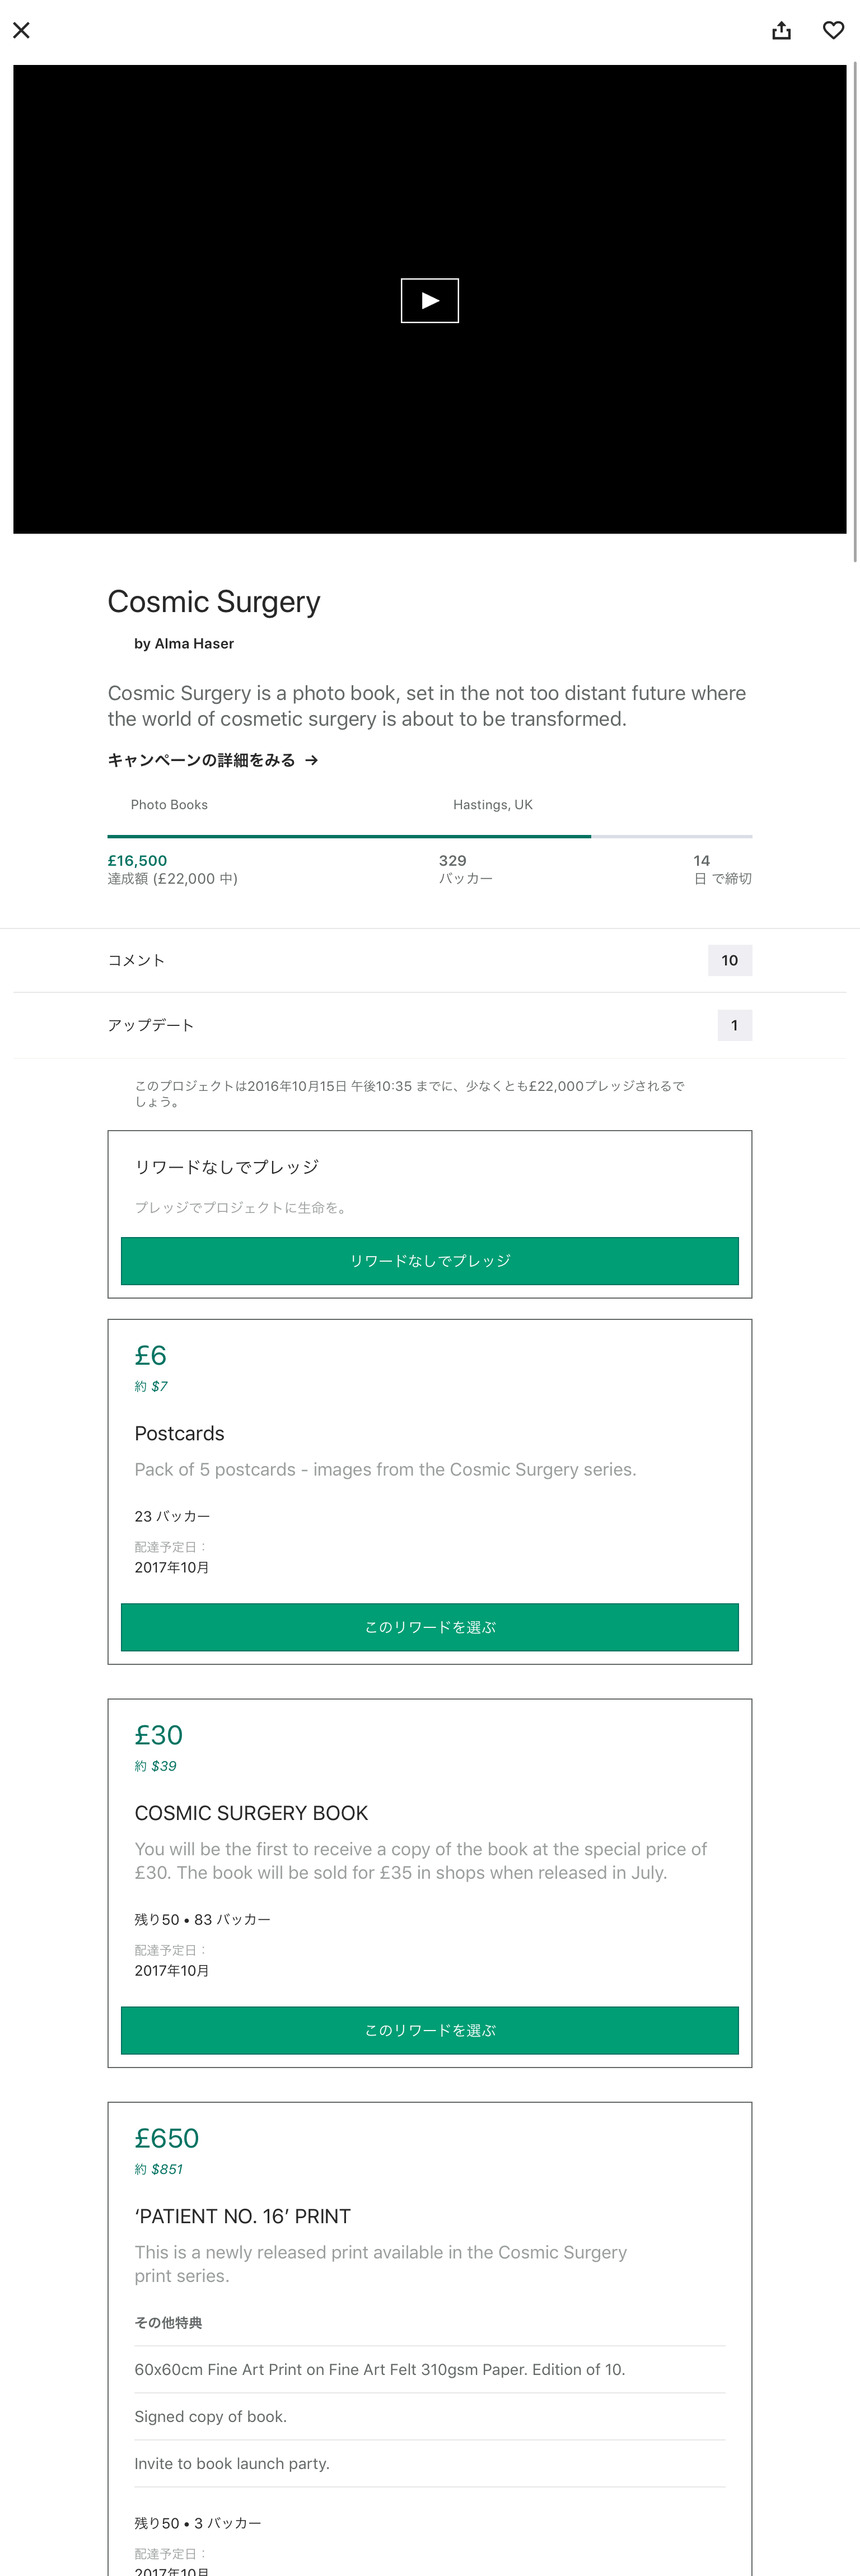 Cosmic Surgery
by Alma Haser
Cosmic Surgery is a photo book, set in the not too distant future where
the world of cosmetic surgery is about to be transformed.
キャンペーンの詳細をみる →
Photo Books
Hastings, UK
£16,500
達成額 (£22,000 中)
329
バッカー
14
日 で締切
コメント
10
アップデート
1
このプロジェクトは2016年10月15日 午後10:35 までに、少なくとも£22,000プレッジされるで
しょう。
リワードなしでプレッジ
プレッジでプロジェクトに生命を。
リワードなしでプレッジ
£6
約 $7
Postcards
Pack of 5 postcards - images from the Cosmic Surgery series.
23 バッカー
配達予定日：
2017年10月
このリワードを選ぶ
£30
約 $39
COSMIC SURGERY BOOK
You will be the first to receive a copy of the book at the special price of
£30. The book will be sold for £35 in shops when released in July.
残り50 • 83 バッカー
配達予定日：
2017年10月
このリワードを選ぶ
£650
約 $851
‘PATIENT NO. 16’ PRINT
This is a newly released print available in the Cosmic Surgery
print series.
その他特典
60x60cm Fine Art Print on Fine Art Felt 310gsm Paper. Edition of 10.
Signed copy of book.
Invite to book launch party.
残り50 • 3 バッカー
配達予定日：
2017年10月